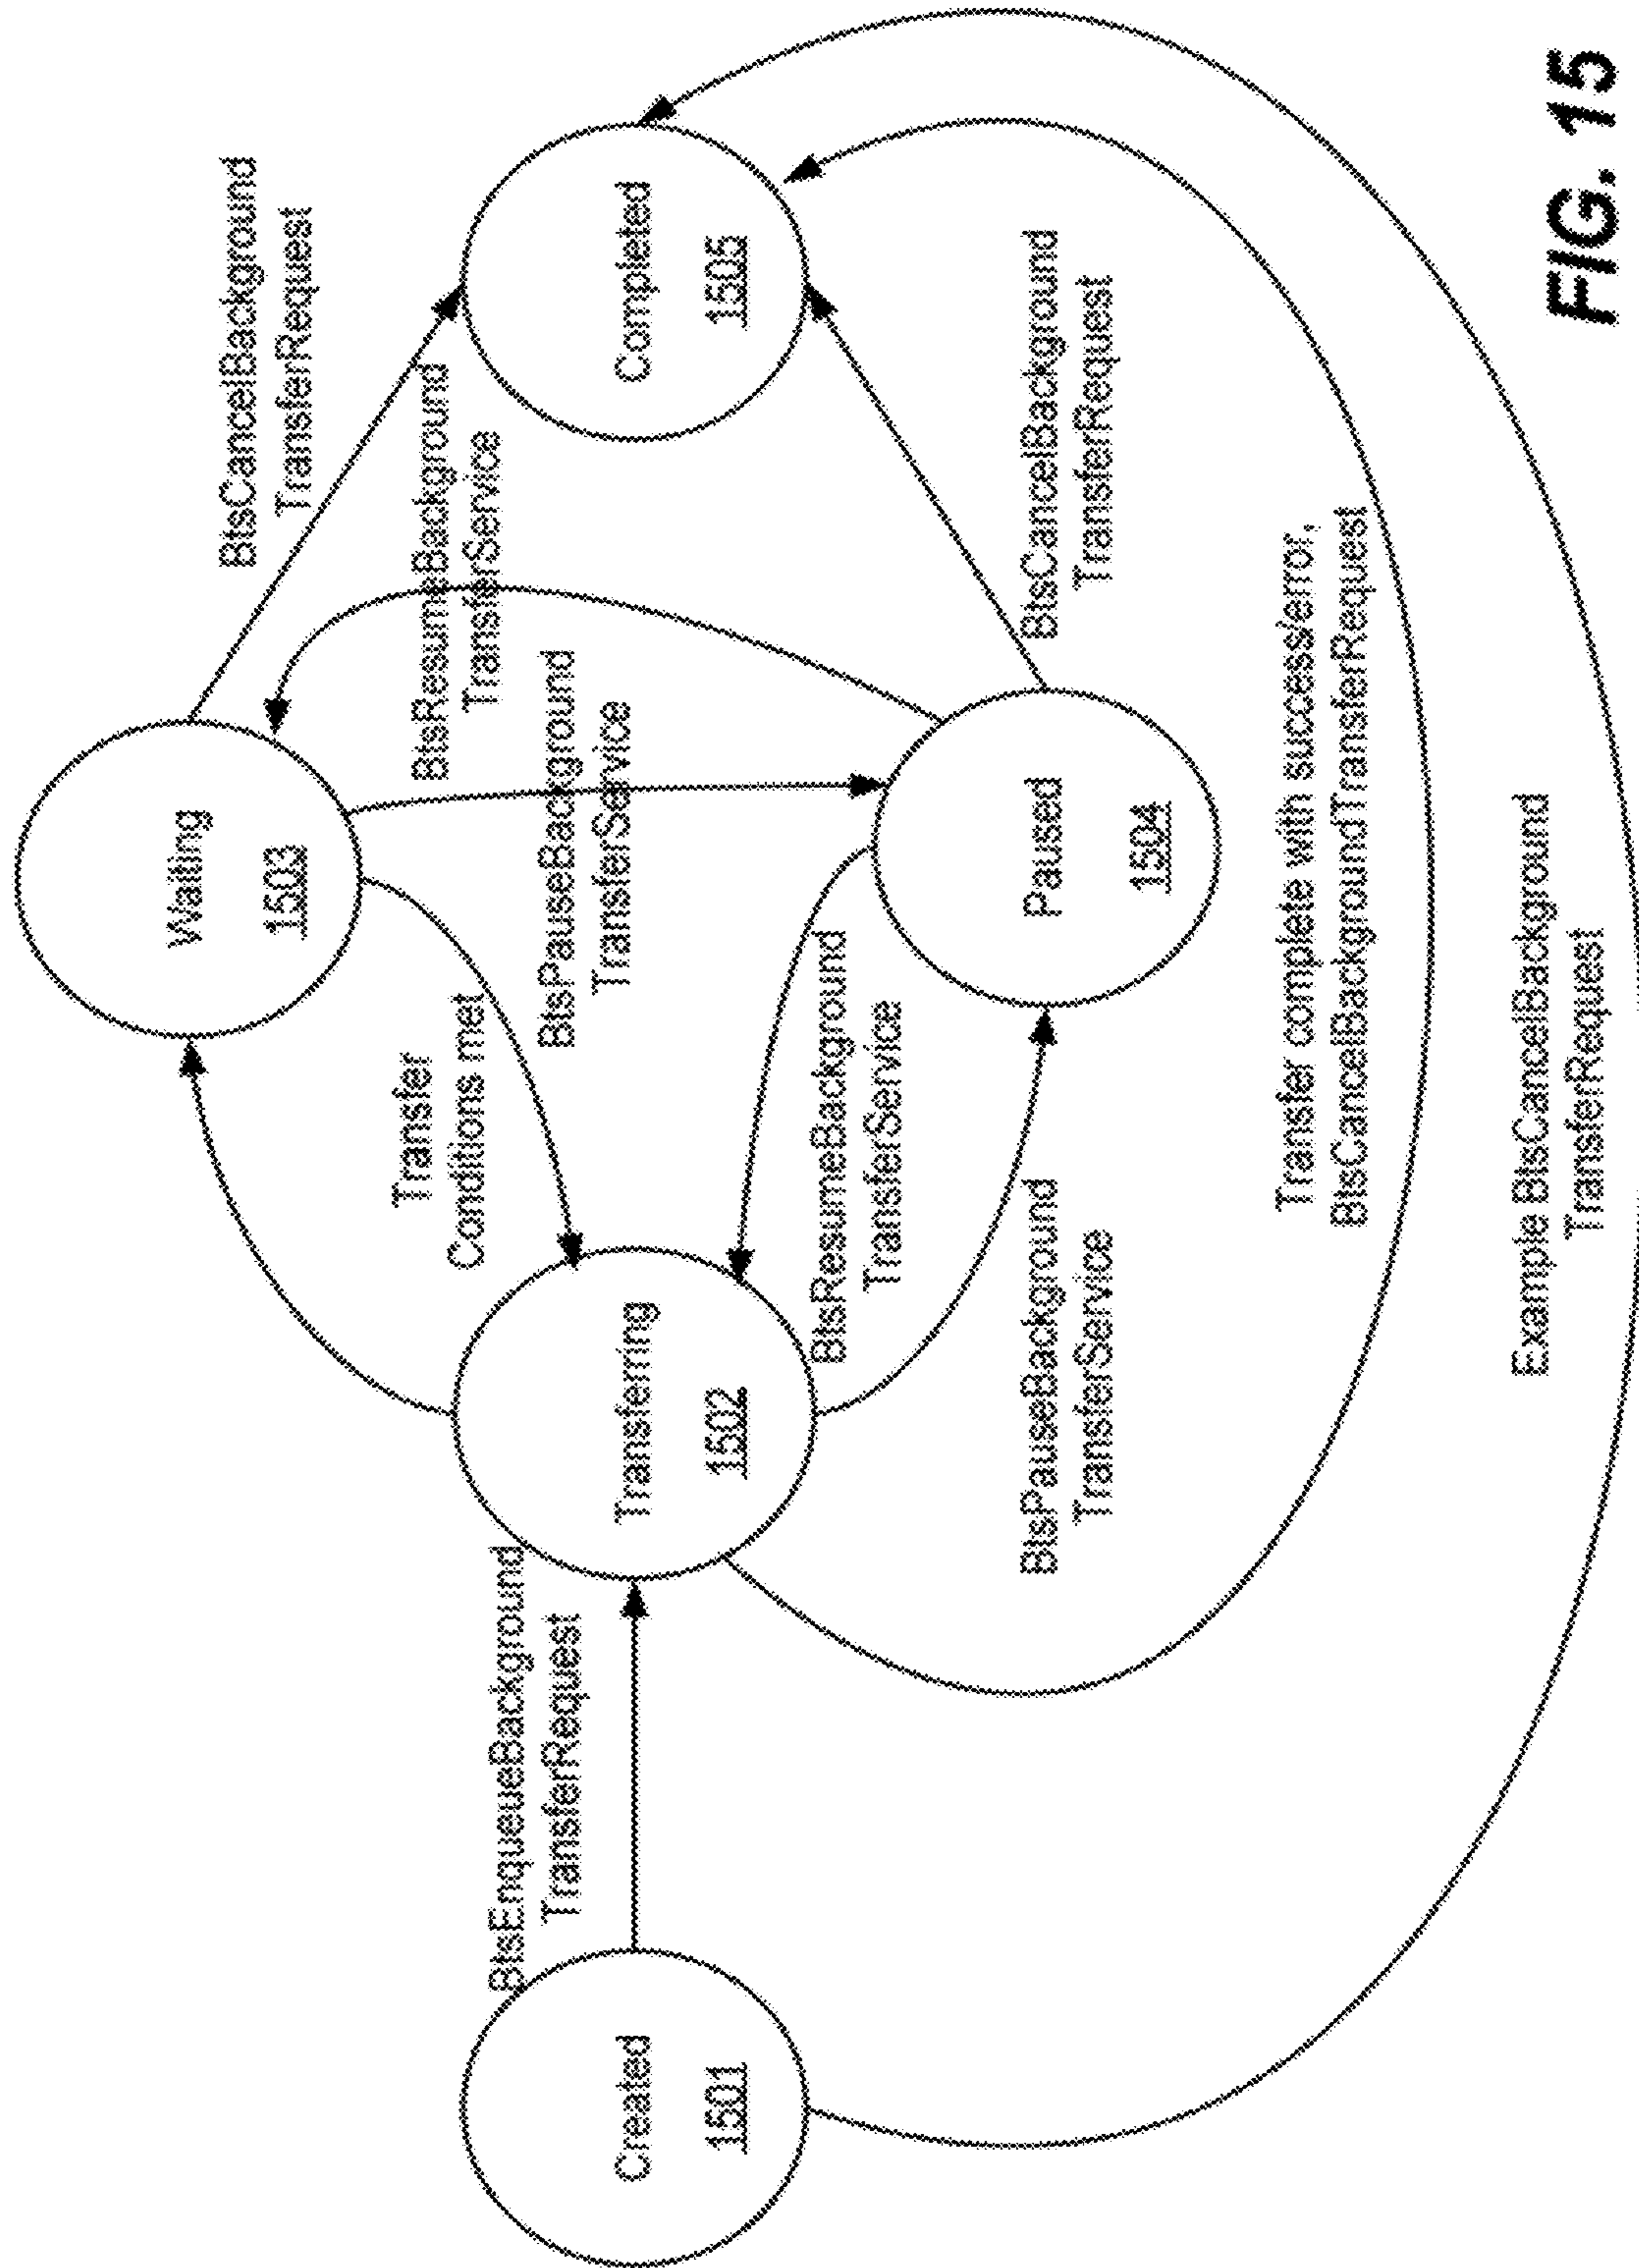 BtsCancelBackground
TransferRequest
Waiting
1503
BtsResumeBackground
TransferService
Transfer
Conditions met
BtsPauseBackground
TransferService
BtsEnqueueBackground
TransferRequest
Created
1501
Transferring
1502
Completed
1505
BtsResumeBackground
TransferService
Paused
1504
BtsPauseBackground
TransferService
BtsCancelBackground
TransferRequest
Transfer complete with success/error,
BtsCancelBackgroundTransferRequest
Example BtsCancelBackground
TransferRequest
FIG. 15